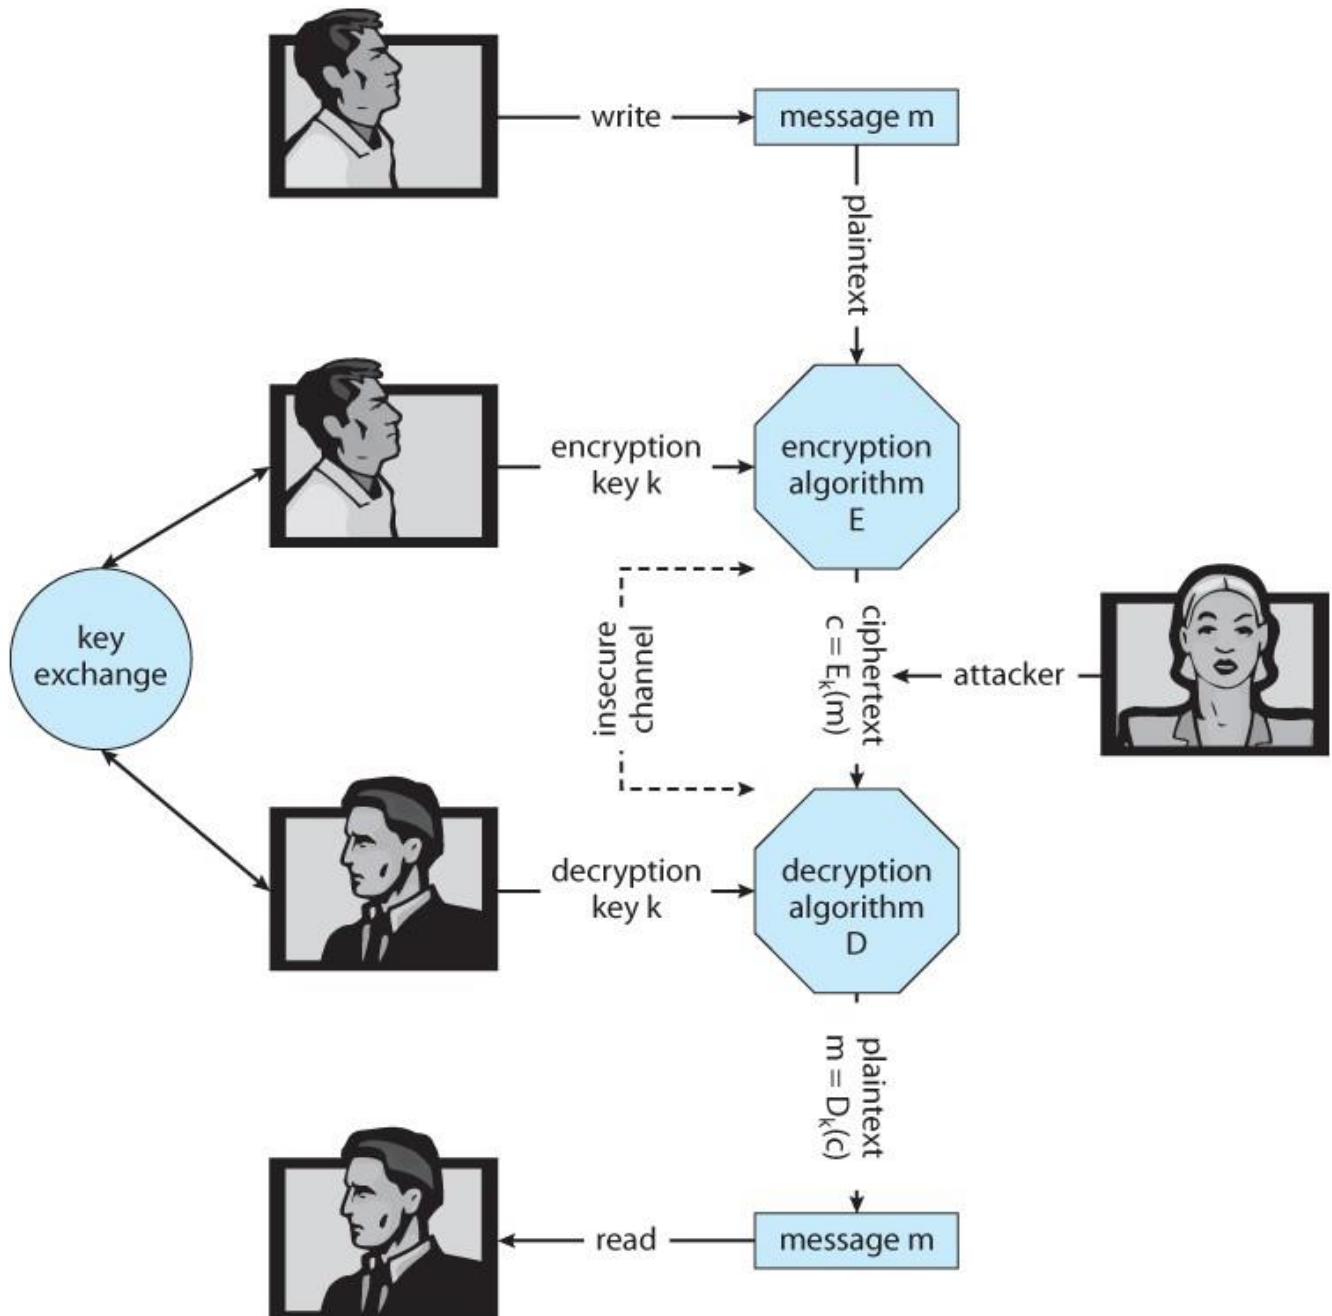 write
message m
plaintext
encryption
key k
encryption
algorithm
E
key
exchange
insecure
channel
ciphertext
c = Eₖ(m)
attacker
decryption
key k
decryption
algorithm
D
plaintext
m = Dₖ(c)
read
message m